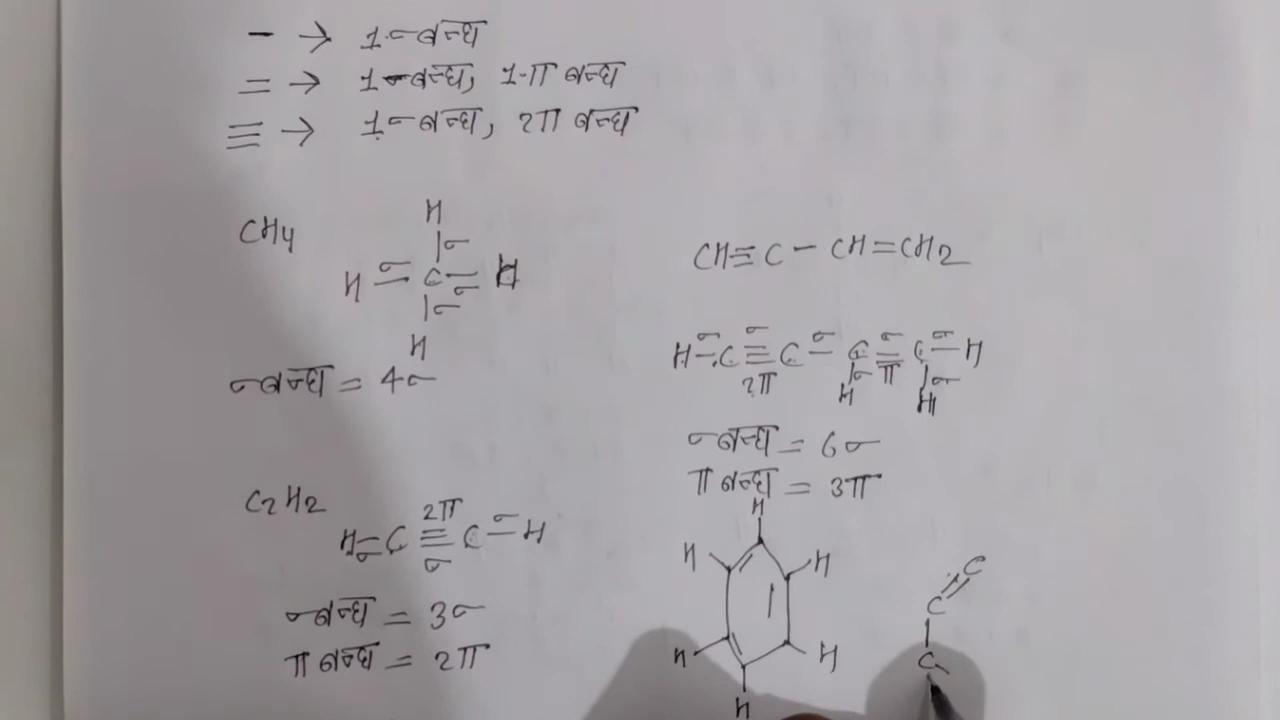 – → 1σ बन्ध
= → 1σ बन्ध, 1π बन्ध
≡ → 1σ बन्ध, 2π बन्ध
CH4
H
σ
H σ C σ H
σ
H
σ बन्ध = 4σ
C2H2
2π
H – C ≡ C – H
σ σ σ
σ बन्ध = 3σ
π बन्ध = 2π
CH≡C – CH=CH2
σ σ σ σ σ
H – C ≡ C – C = C – H
2π σ π σ
H H
σ बन्ध = 6σ
π बन्ध = 3π
H
H H
H H
H
C
C
C